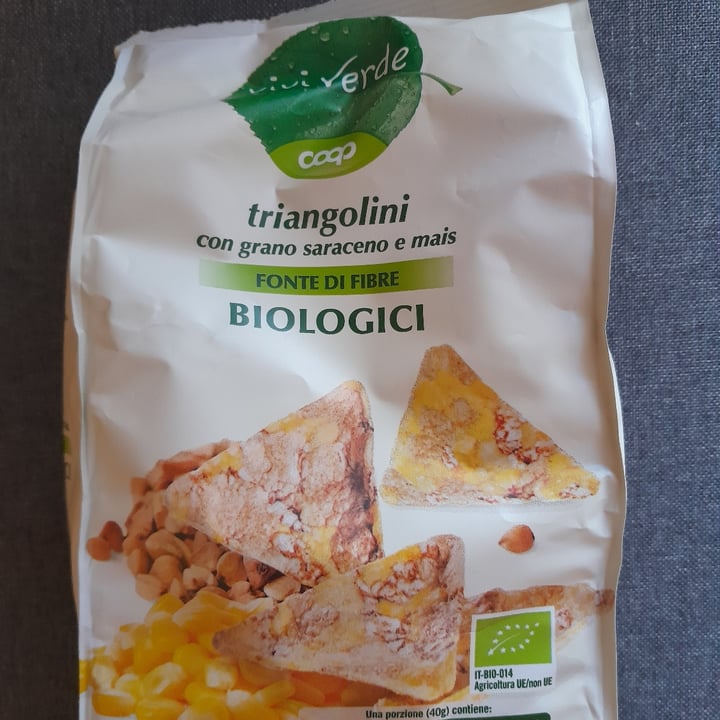 vivi verde
coop
triangolini
con grano saraceno e mais
FONTE DI FIBRE
BIOLOGICI
IT-BIO-014
Agricoltura UE/non UE
Una porzione (40g) contiene: